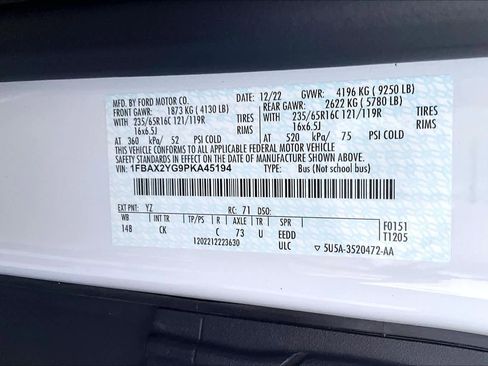 MFD. BY FORD MOTOR CO. 12/22 GVWR: 4196 KG ( 9250 LB)
FRONT GAWR: 1873 KG ( 4130 LB) REAR GAWR: 2622 KG ( 5780 LB)
WITH 235/65R16C 121/119R TIRES WITH 235/65R16C 121/119R TIRES
16x6.5J RIMS 16x6.5J RIMS
AT 360 kPa/ 52 PSI COLD AT 520 kPa/ 75 PSI COLD
THIS VEHICLE CONFORMS TO ALL APPLICABLE FEDERAL MOTOR VEHICLE
SAFETY STANDARDS IN EFFECT ON THE DATE OF MANUFACTURE SHOWN ABOVE.
VIN: 1FBAX2YG9PKA45194 TYPE: Bus (Not school Bus)
EXT PNT: YZ RC: 71 DSO: F0151
WB INT TR TP/PS R AXLE TR SPR T1205
148 CK C 73 U EEDD
1202212223630 ULC 5U5A-3520472-AA